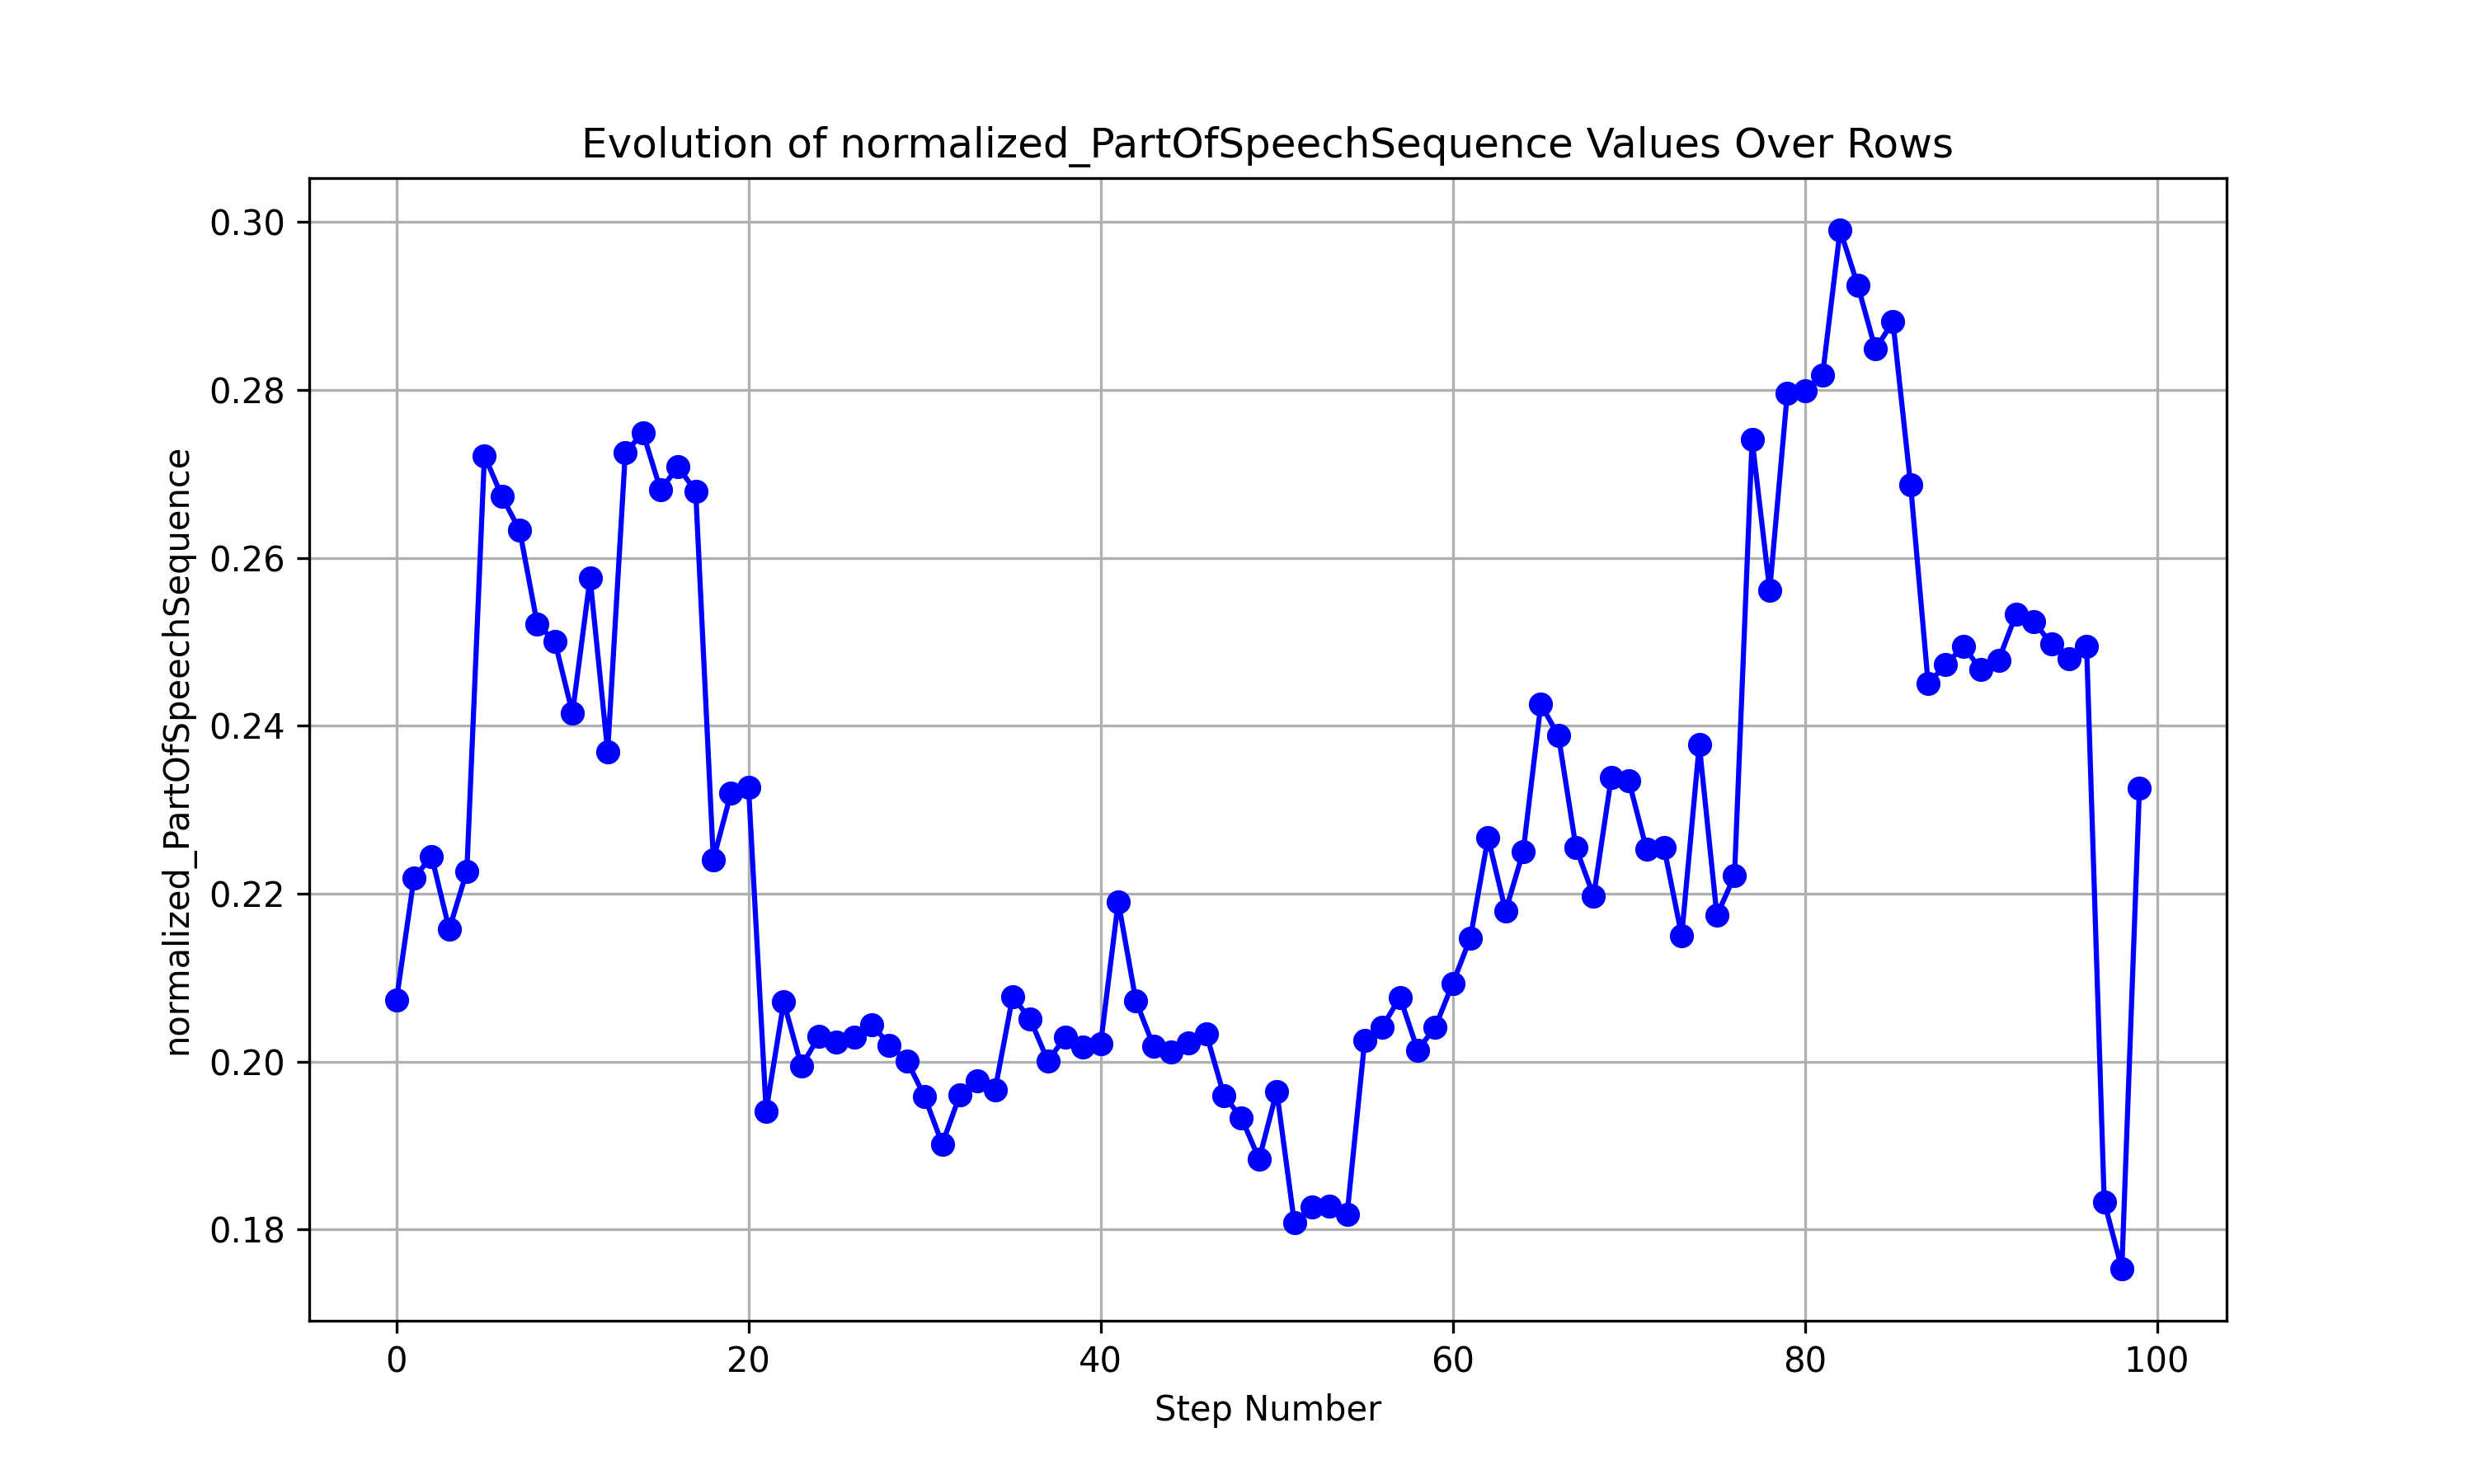 Evolution of normalized_PartOfSpeechSequence Values Over Rows
normalized_PartOfSpeechSequence
0.30
0.28
0.26
0.24
0.22
0.20
0.18
0 20 40 60 80 100
Step Number